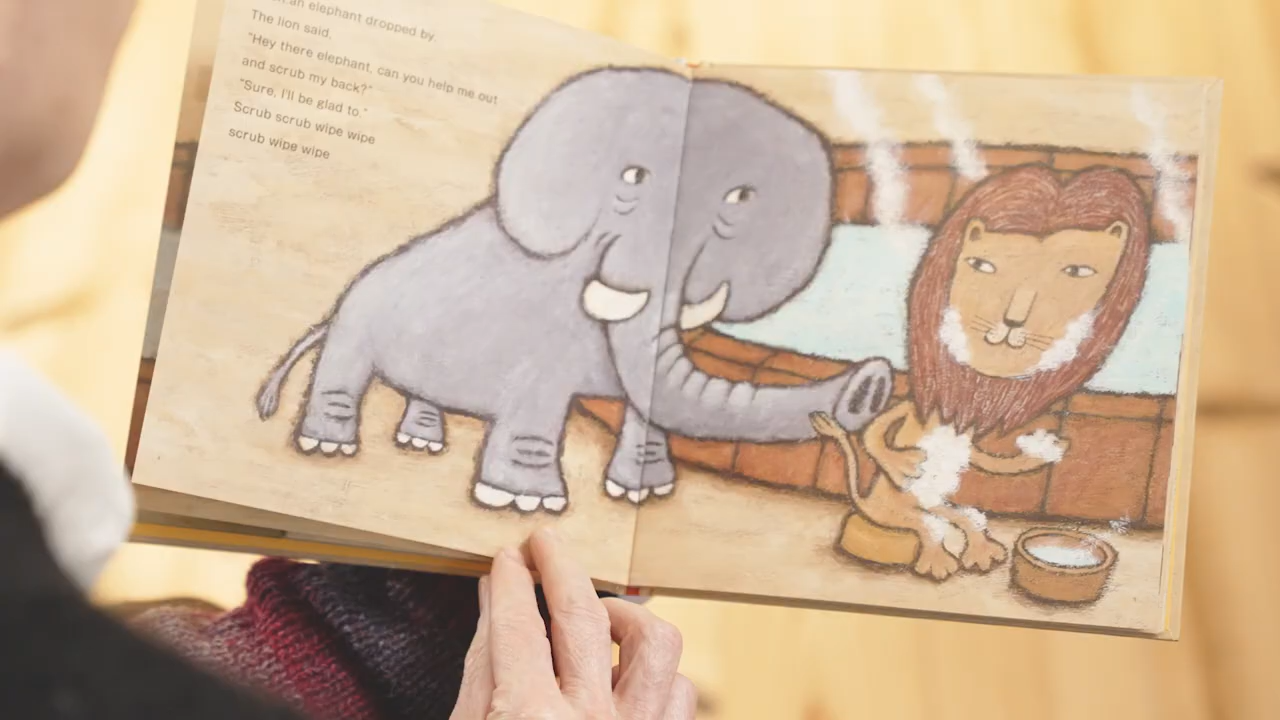 an elephant dropped by.
The lion said,
"Hey there elephant, can you help me out
and scrub my back?"
"Sure, I'll be glad to."
Scrub scrub wipe wipe
scrub wipe wipe